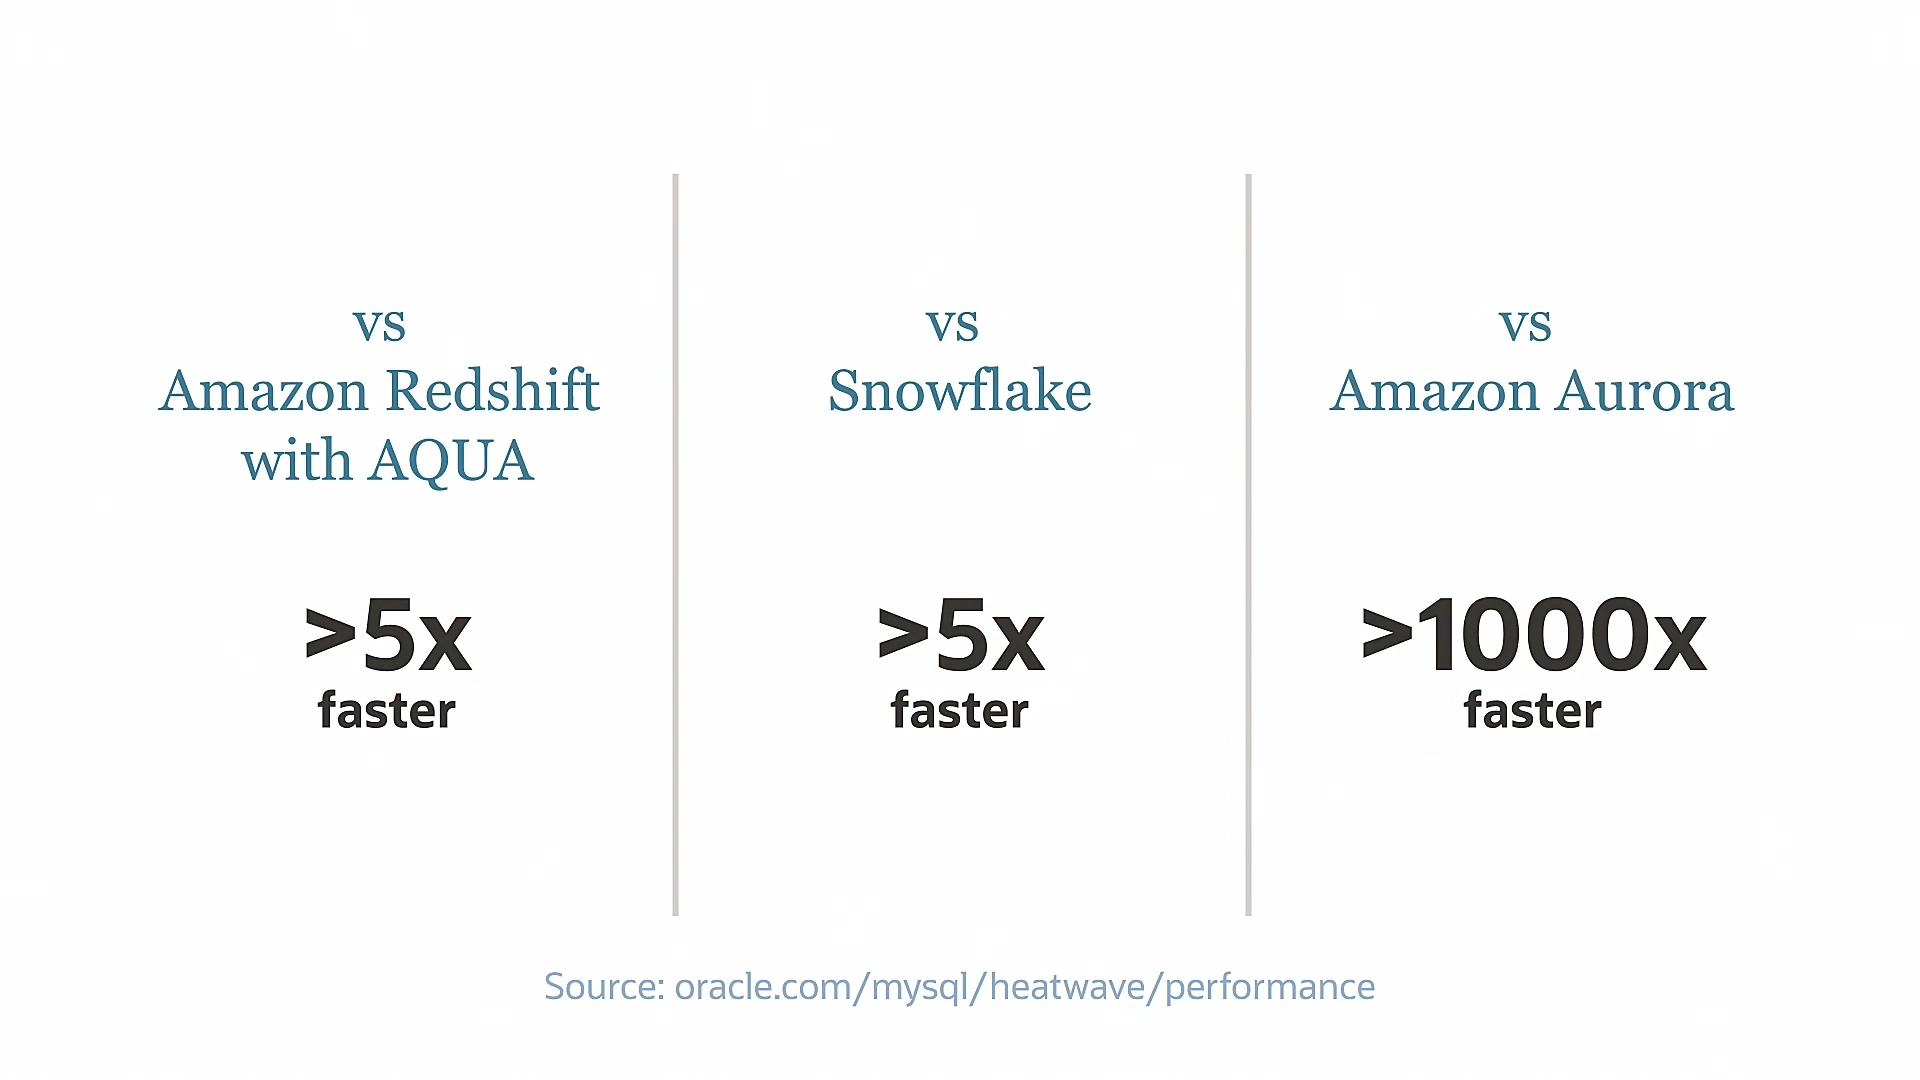 vs
Amazon Redshift
with AQUA
>5x
faster
vs
Snowflake
>5x
faster
vs
Amazon Aurora
>1000x
faster
Source: oracle.com/mysql/heatwave/performance